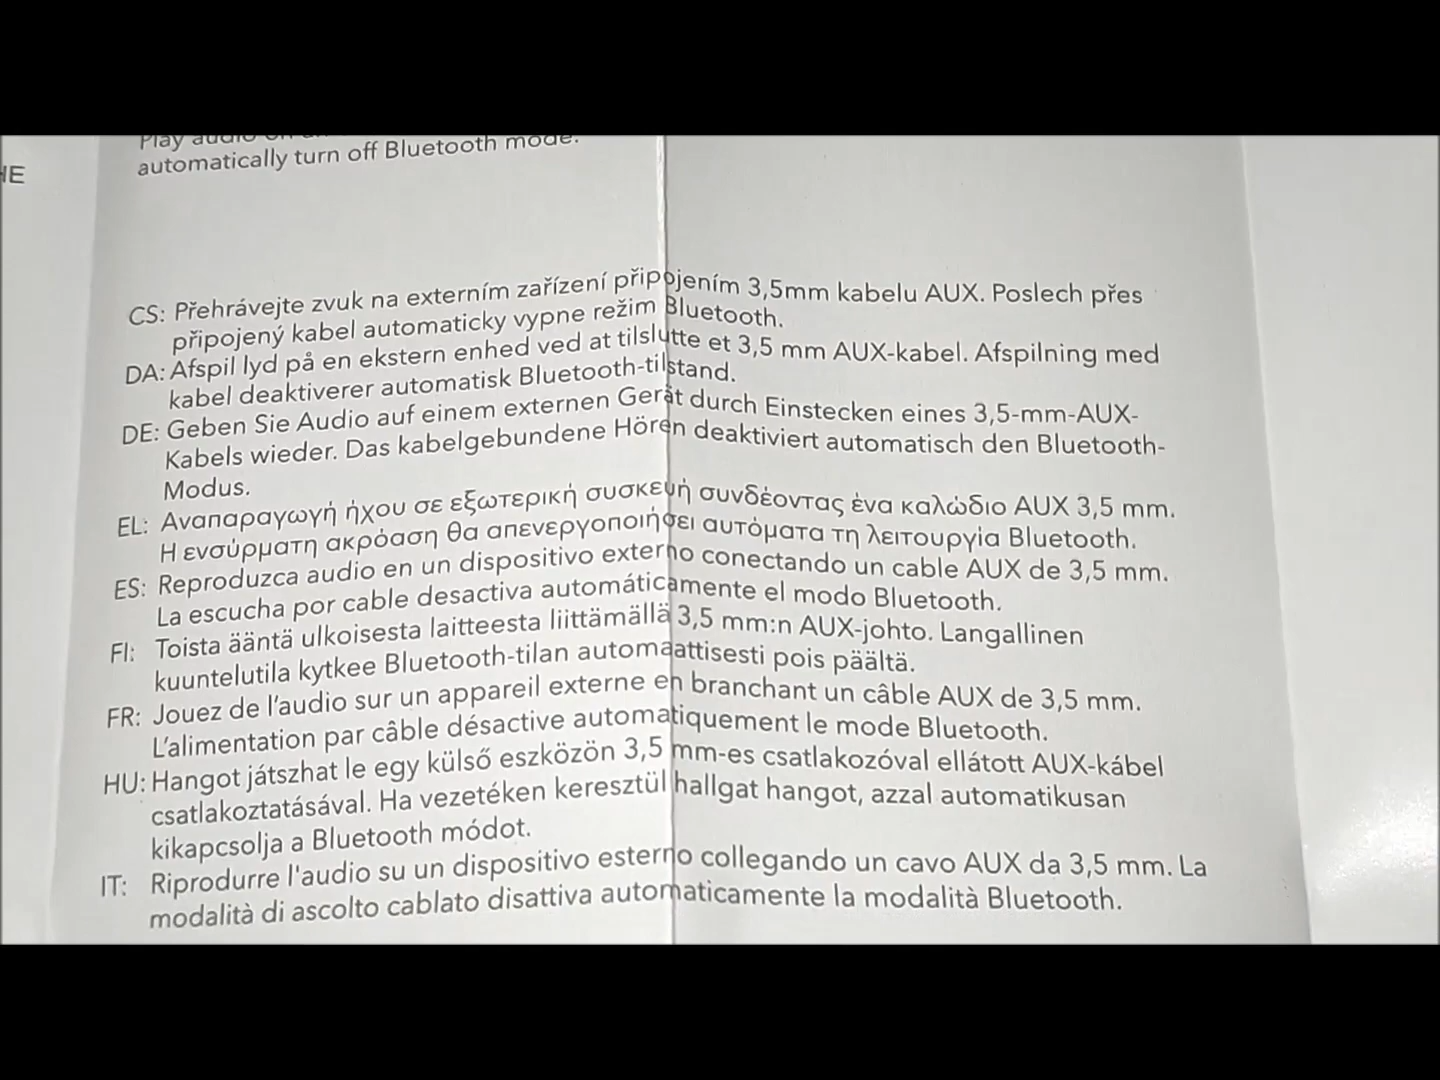 Play audio on
automatically turn off Bluetooth mode.
HE
CS: Přehrávejte zvuk na externím zařízení připojením 3,5mm kabelu AUX. Poslech přes
připojený kabel automaticky vypne režim Bluetooth.
DA: Afspil lyd på en ekstern enhed ved at tilslutte et 3,5 mm AUX-kabel. Afspilning med
kabel deaktiverer automatisk Bluetooth-tilstand.
DE: Geben Sie Audio auf einem externen Gerät durch Einstecken eines 3,5-mm-AUX-
Kabels wieder. Das kabelgebundene Hören deaktiviert automatisch den Bluetooth-
Modus.
EL: Αναπαραγωγή ήχου σε εξωτερική συσκευή συνδέοντας ένα καλώδιο AUX 3,5 mm.
Η ενσύρματη ακρόαση θα απενεργοποιήσει αυτόματα τη λειτουργία Bluetooth.
ES: Reproduzca audio en un dispositivo externo conectando un cable AUX de 3,5 mm.
La escucha por cable desactiva automáticamente el modo Bluetooth.
FI: Toista ääntä ulkoisesta laitteesta liittämällä 3,5 mm:n AUX-johto. Langallinen
kuuntelutila kytkee Bluetooth-tilan automaattisesti pois päältä.
FR: Jouez de l’audio sur un appareil externe en branchant un câble AUX de 3,5 mm.
L’alimentation par câble désactive automatiquement le mode Bluetooth.
HU: Hangot játszhat le egy külső eszközön 3,5 mm-es csatlakozóval ellátott AUX-kábel
csatlakoztatásával. Ha vezetéken keresztül hallgat hangot, azzal automatikusan
kikapcsolja a Bluetooth módot.
IT: Riprodurre l'audio su un dispositivo esterno collegando un cavo AUX da 3,5 mm. La
modalità di ascolto cablato disattiva automaticamente la modalità Bluetooth.